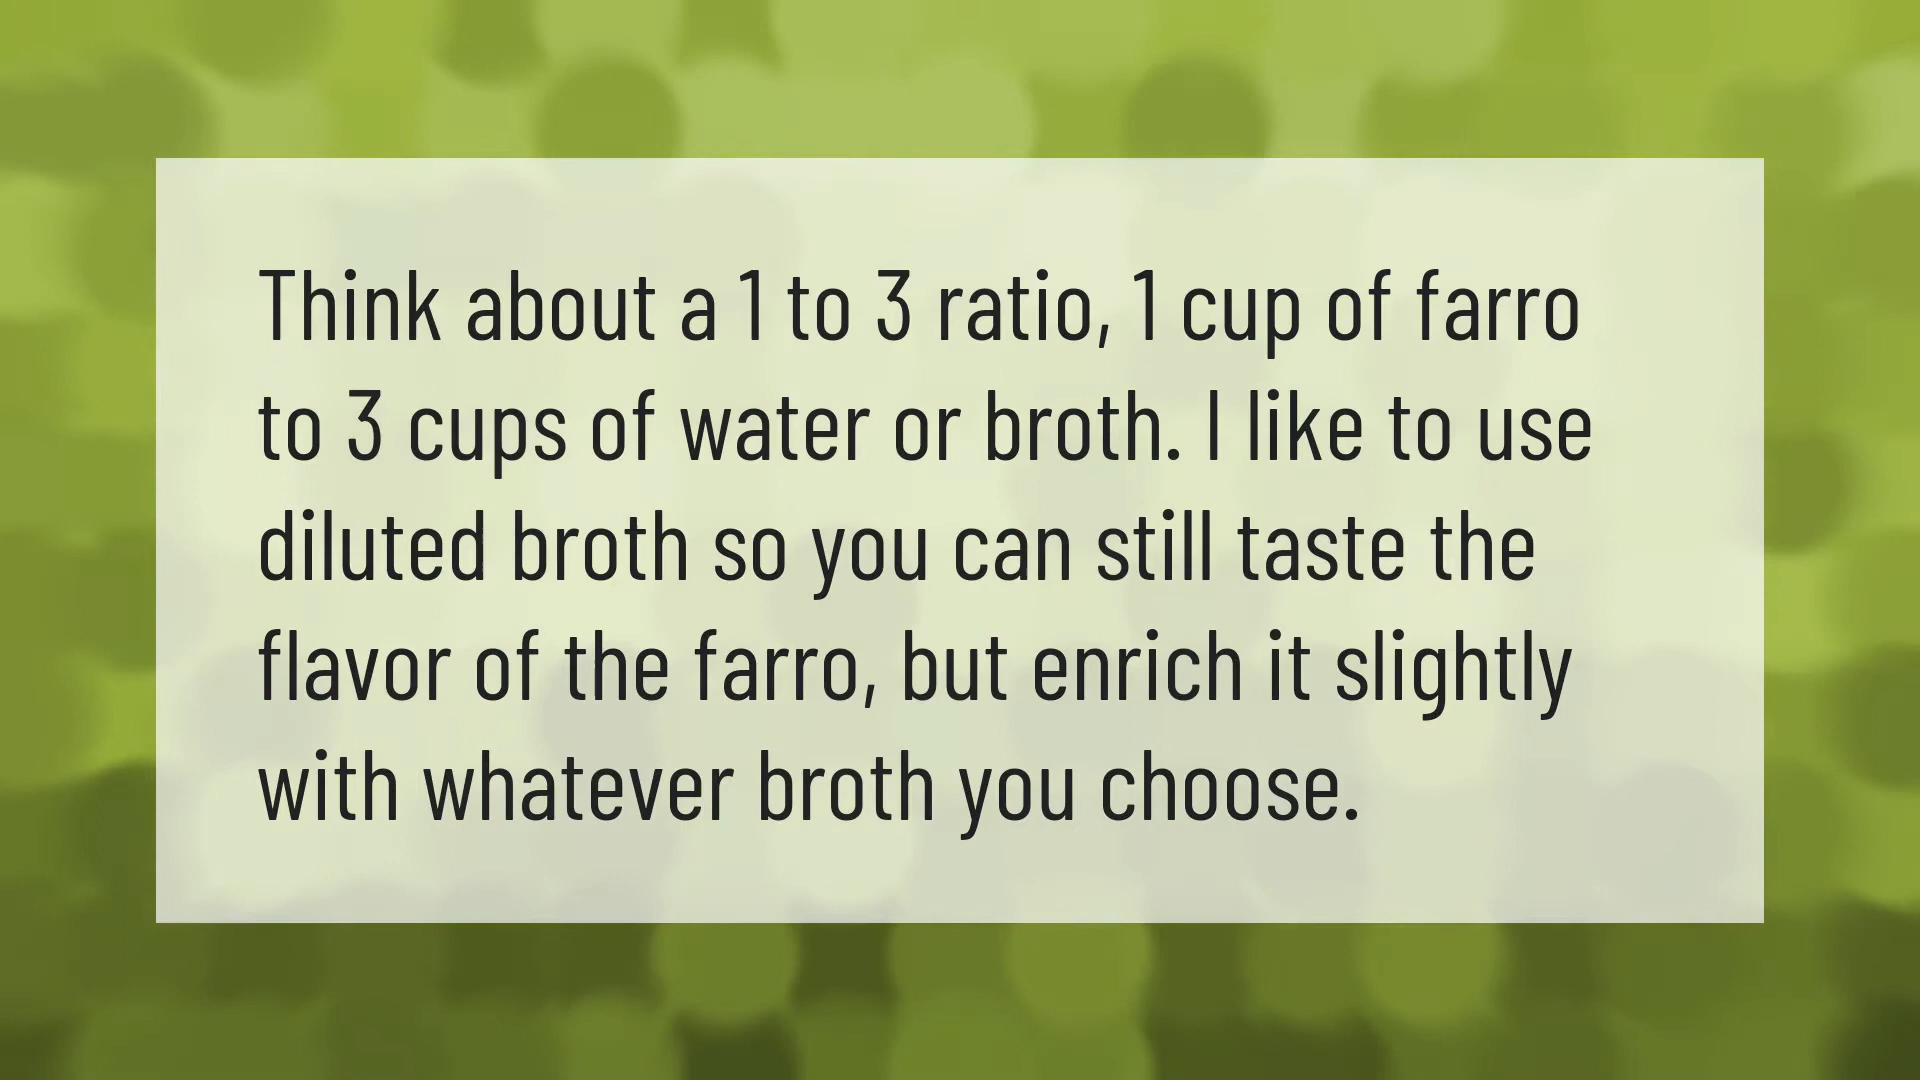 Think about a 1 to 3 ratio, 1 cup of farro
to 3 cups of water or broth. I like to use
diluted broth so you can still taste the
flavor of the farro, but enrich it slightly
with whatever broth you choose.